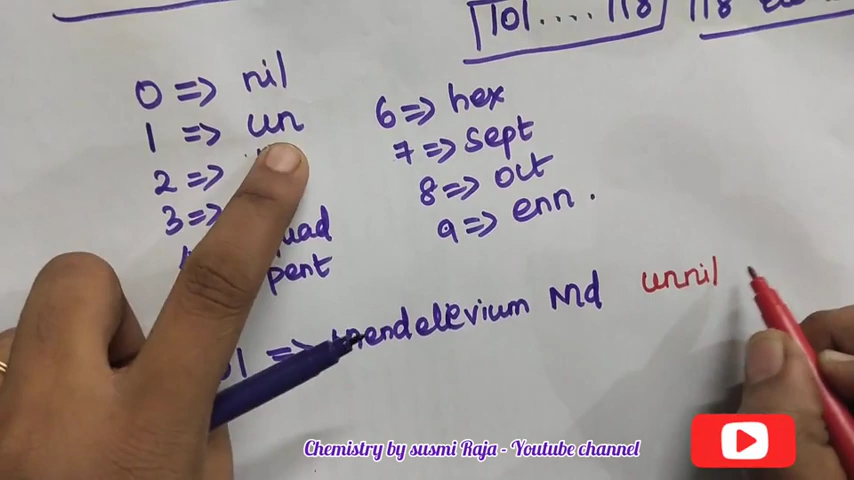 101.... 118
118
0 => nil
1 => un
2 =>
3 =>
quad
pent
6 => hex
7 => sept
8 => oct
9 => enn.
=> mendelevium Md unnil
Chemistry by susmi Raja - Youtube channel